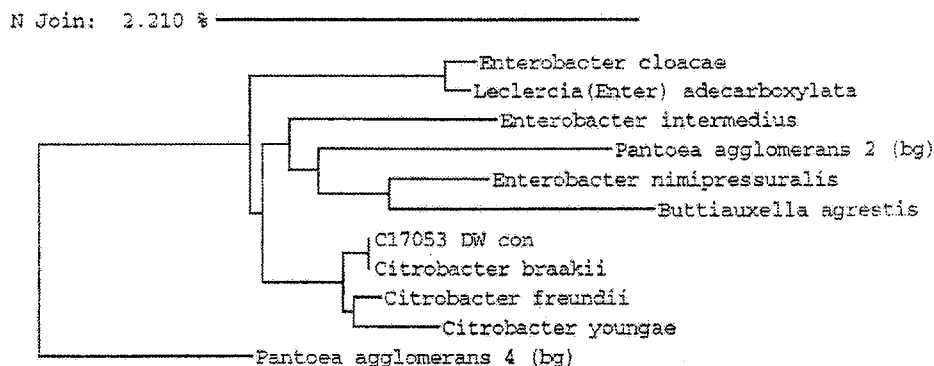 N Join: 2.210 %
Enterobacter cloacae
Leclercia(Enter) adecarboxylata
Enterobacter intermedius
Pantoea agglomerans 2 (bg)
Enterobacter nimipressuralis
Buttiauxella agrestis
C17053 DW con
Citrobacter braakii
Citrobacter freundii
Citrobacter youngae
Pantoea agglomerans 4 (bg)